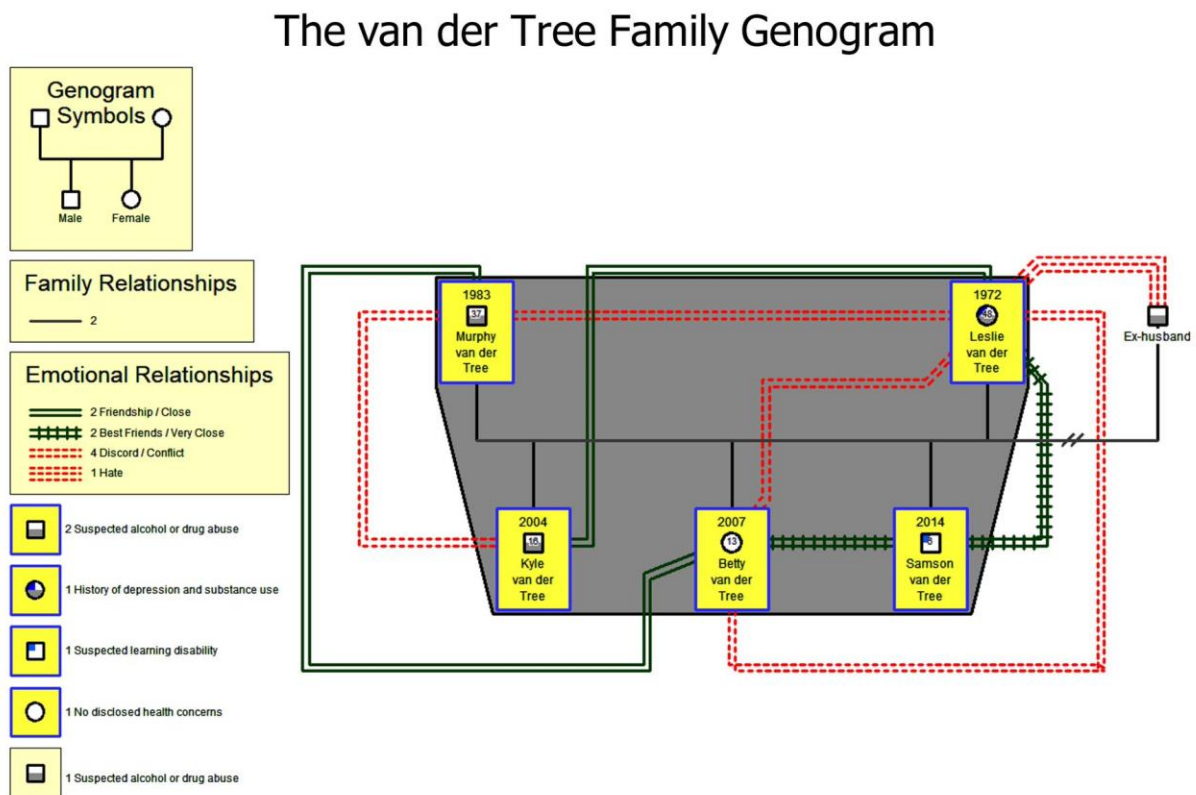 The van der Tree Family Genogram
Genogram
Symbols
Male Female
Family Relationships
2
Emotional Relationships
2 Friendship / Close
2 Best Friends / Very Close
4 Discord / Conflict
1 Hate
2 Suspected alcohol or drug abuse
1 History of depression and substance use
1 Suspected learning disability
1 No disclosed health concerns
1 Suspected alcohol or drug abuse
1983
37
Murphy
van der
Tree
1972
48
Leslie
van der
Tree
Ex-husband
2004
16
Kyle
van der
Tree
2007
13
Betty
van der
Tree
2014
Samson
van der
Tree